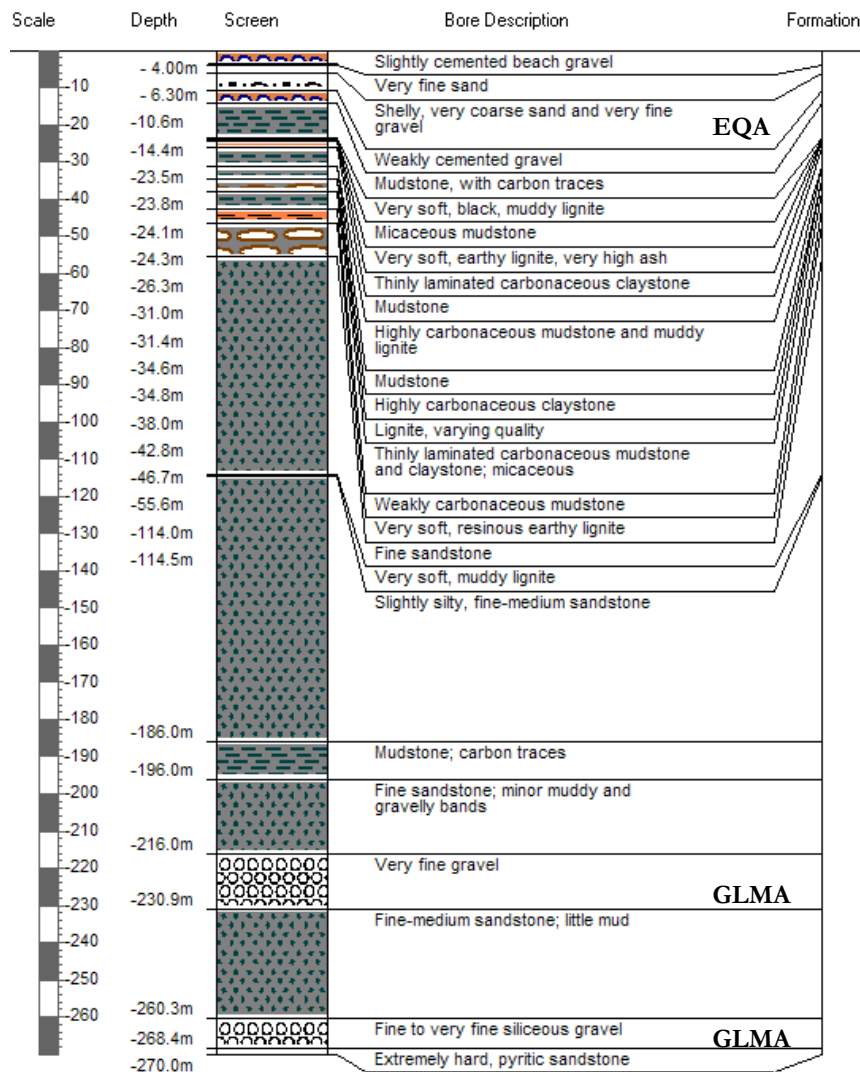 Scale Depth Screen Bore Description Formation
-10
-20
-30
-40
-50
-60
-70
-80
-90
-100
-110
-120
-130
-140
-150
-160
-170
-180
-190
-200
-210
-220
-230
-240
-250
-260
- 4.00m
- 6.30m
-10.6m
-14.4m
-23.5m
-23.8m
-24.1m
-24.3m
-26.3m
-31.0m
-31.4m
-34.6m
-34.8m
-38.0m
-42.8m
-46.7m
-55.6m
-114.0m
-114.5m
-186.0m
-196.0m
-216.0m
-230.9m
-260.3m
-268.4m
-270.0m
Slightly cemented beach gravel
Very fine sand
Shelly, very coarse sand and very fine
gravel
Weakly cemented gravel
Mudstone, with carbon traces
Very soft, black, muddy lignite
Micaceous mudstone
Very soft, earthy lignite, very high ash
Thinly laminated carbonaceous claystone
Mudstone
Highly carbonaceous mudstone and muddy
lignite
Mudstone
Highly carbonaceous claystone
Lignite, varying quality
Thinly laminated carbonaceous mudstone
and claystone; micaceous
Weakly carbonaceous mudstone
Very soft, resinous earthy lignite
Fine sandstone
Very soft, muddy lignite
Slightly silty, fine-medium sandstone
Mudstone; carbon traces
Fine sandstone; minor muddy and
gravelly bands
Very fine gravel
Fine-medium sandstone; little mud
Fine to very fine siliceous gravel
Extremely hard, pyritic sandstone
EQA
GLMA
GLMA